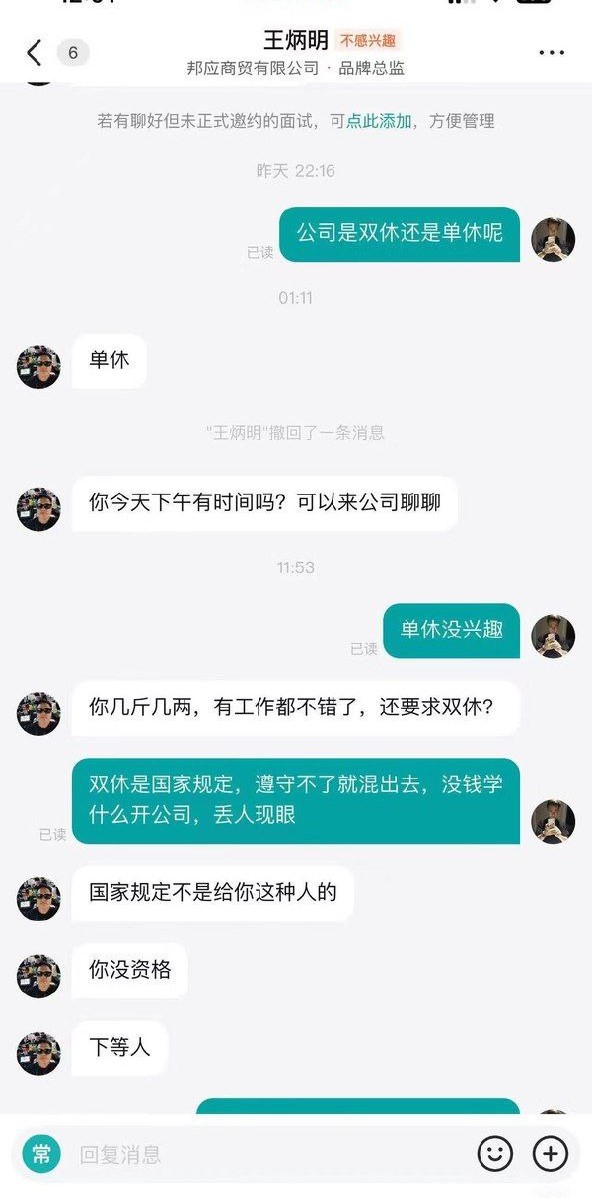 6
王炳明 不感兴趣
邦应商贸有限公司 · 品牌总监
若有聊好但未正式邀约的面试，可点此添加，方便管理
昨天 22:16
公司是双休还是单休呢
已读
01:11
单休
"王炳明"撤回了一条消息
你今天下午有时间吗？可以来公司聊聊
11:53
单休没兴趣
已读
你几斤几两，有工作都不错了，还要求双休？
双休是国家规定，遵守不了就混出去，没钱学
什么开公司，丢人现眼
已读
国家规定不是给你这种人的
你没资格
下等人
常 回复消息